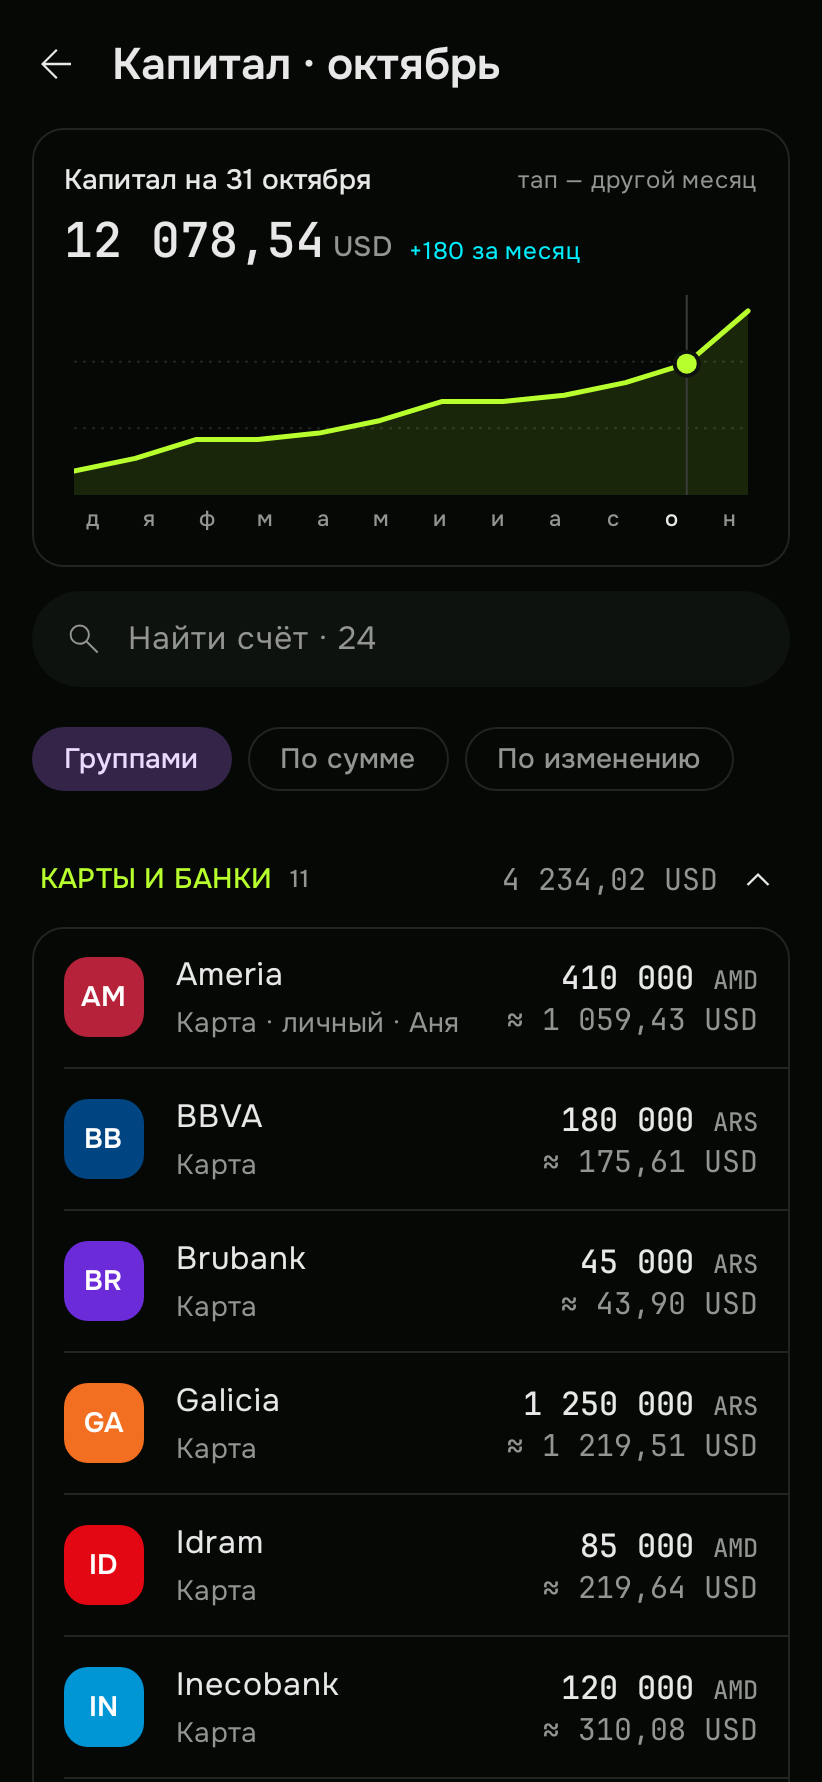 Капитал · октябрь
Капитал на 31 октября
тап — другой месяц
12 078,54 USD +180 за месяц
д я ф м а м и и а с о н
Найти счёт · 24
Группами По сумме По изменению
КАРТЫ И БАНКИ 11 4 234,02 USD
AM Ameria 410 000 AMD
Карта · личный · Аня ≈ 1 059,43 USD
BB BBVA 180 000 ARS
Карта ≈ 175,61 USD
BR Brubank 45 000 ARS
Карта ≈ 43,90 USD
GA Galicia 1 250 000 ARS
Карта ≈ 1 219,51 USD
ID Idram 85 000 AMD
Карта ≈ 219,64 USD
IN Inecobank 120 000 AMD
Карта ≈ 310,08 USD